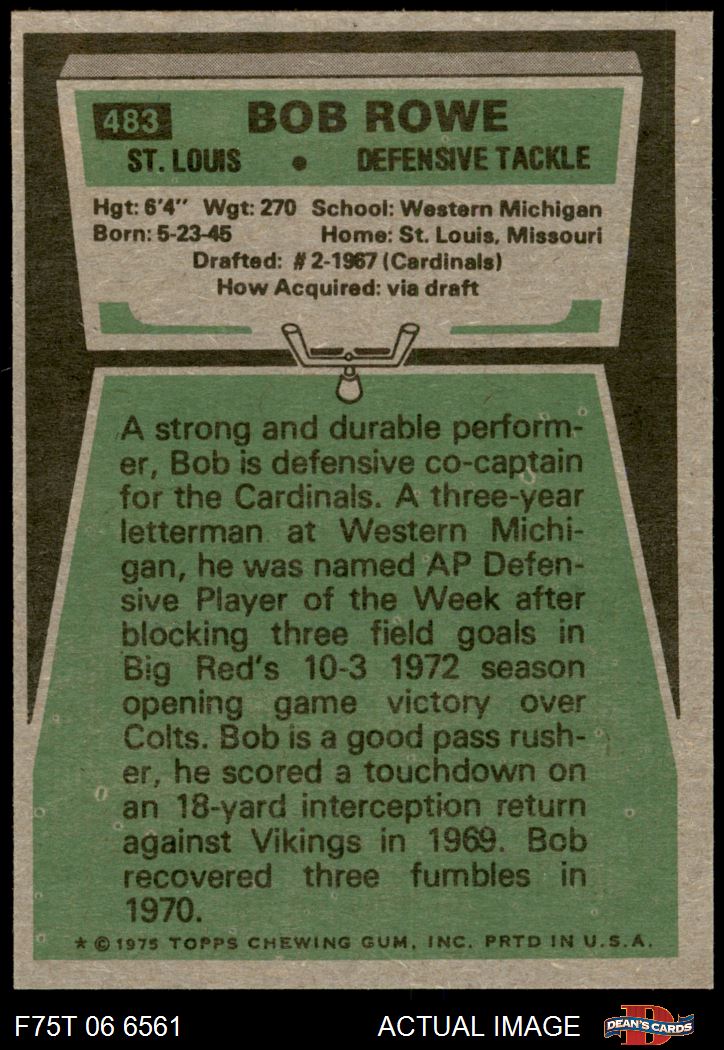 483 BOB ROWE
ST. LOUIS • DEFENSIVE TACKLE
Hgt: 6'4" Wgt: 270 School: Western Michigan
Born: 5-23-45 Home: St. Louis, Missouri
Drafted: #2-1967 (Cardinals)
How Acquired: via draft
A strong and durable perform-
er, Bob is defensive co-captain
for the Cardinals. A three-year
letterman at Western Michi-
gan, he was named AP Defen-
sive Player of the Week after
blocking three field goals in
Big Red's 10-3 1972 season
opening game victory over
Colts. Bob is a good pass rush-
er, he scored a touchdown on
an 18-yard interception return
against Vikings in 1969. Bob
recovered three fumbles in
1970.
* © 1975 TOPPS CHEWING GUM, INC. PRTD IN U.S.A.
F75T 06 6561 ACTUAL IMAGE DEAN'S CARDS